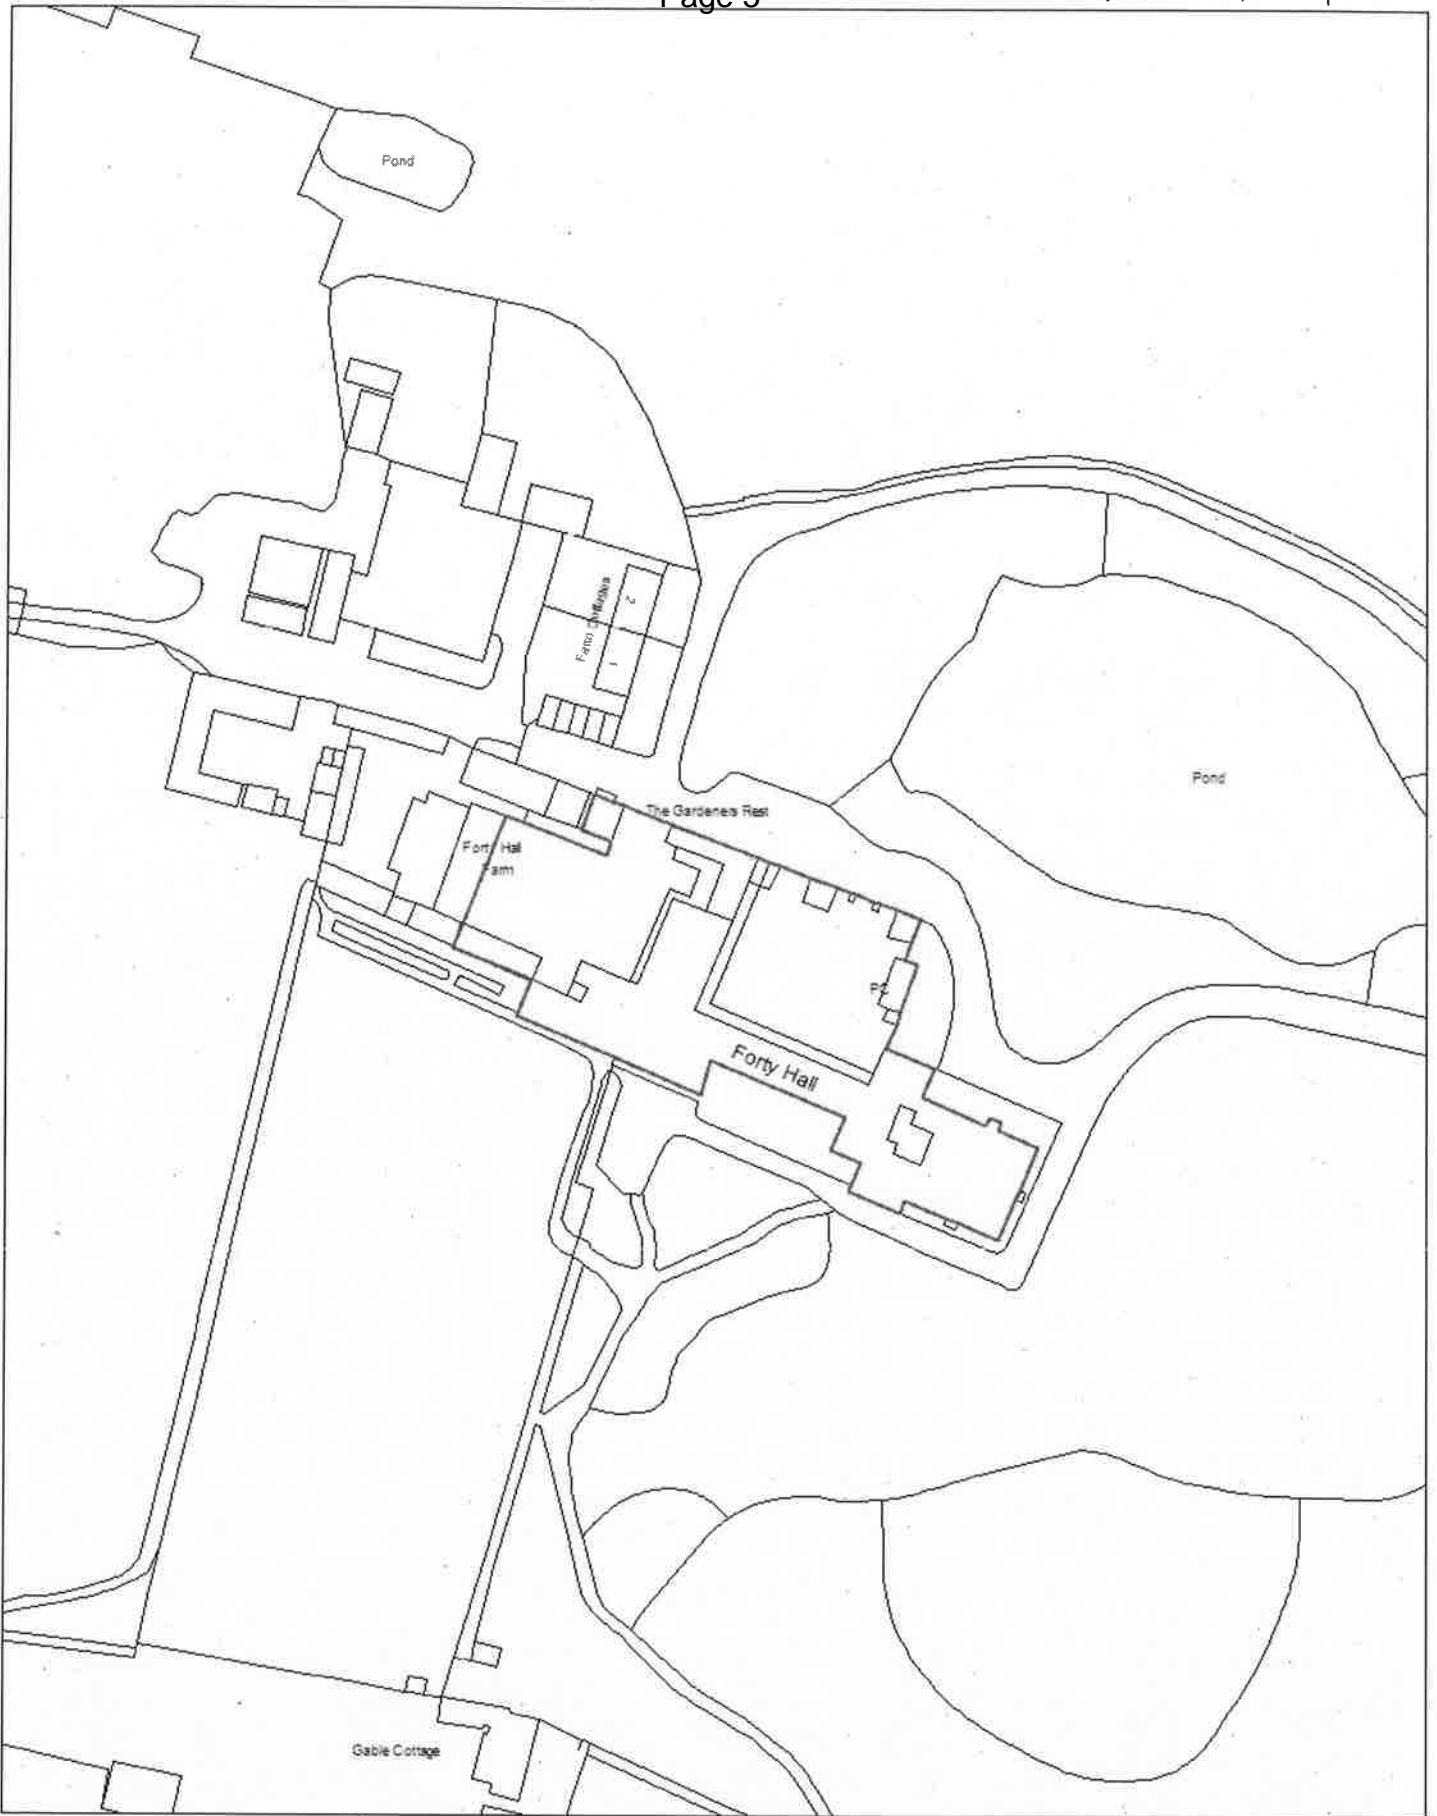 Page 5
Pond
2
Farm Cottages
1
Pond
The Gardeners Rest
Forty Hall
Farm
PC
Forty Hall
Gable Cottage